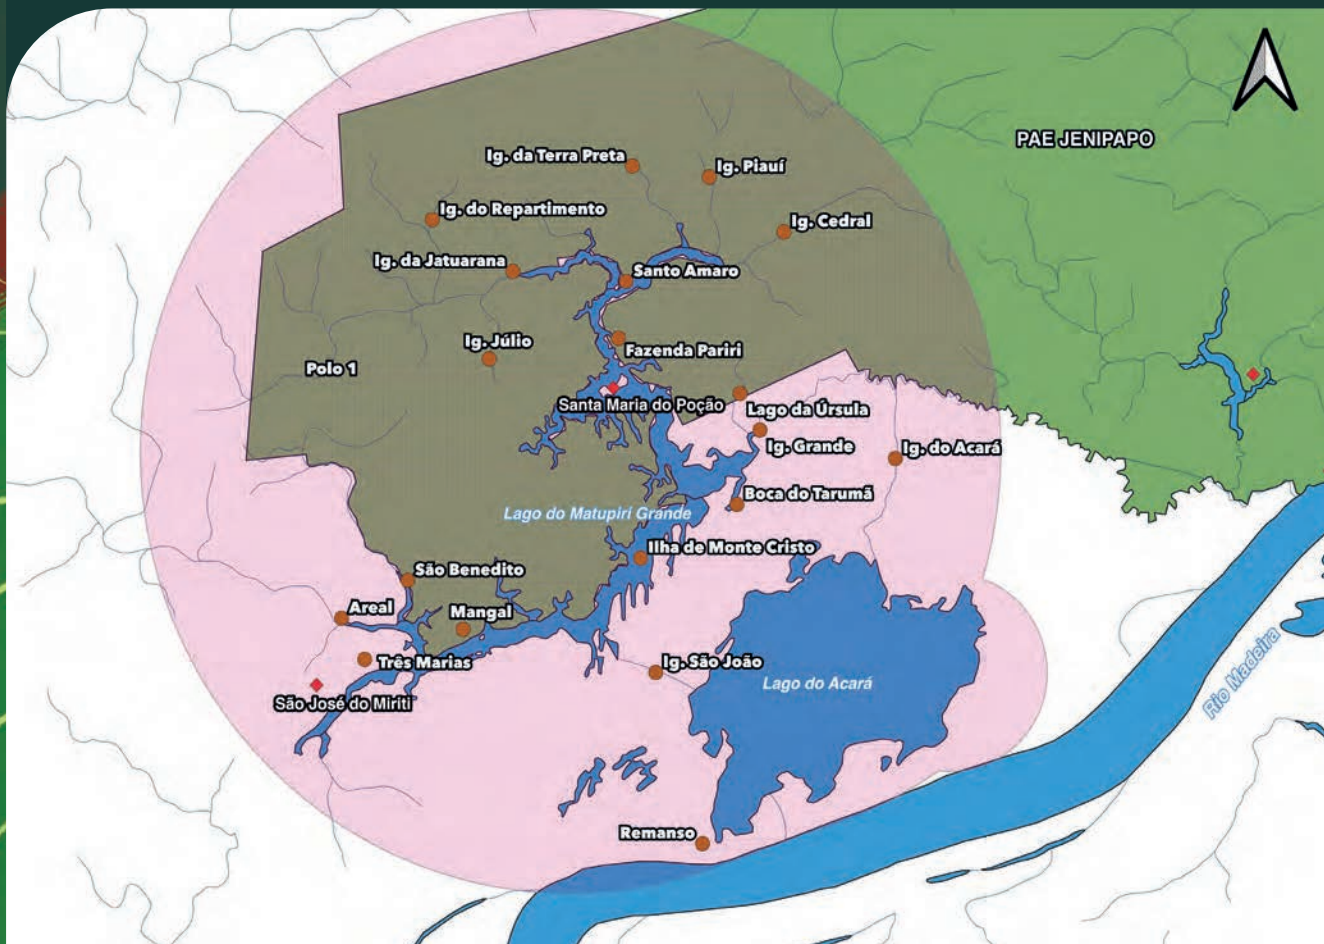 PAE JENIPAPO
Ig. da Terra Preta
Ig. Piauí
Ig. do Repartimento
Ig. Cedral
Ig. da Jatuarana
Santo Amaro
Ig. Júlio
Fazenda Pariri
Polo 1
Santa Maria do Poção
Lago da Úrsula
Ig. Grande
Ig. do Acará
Boca do Tarumã
Lago do Matupirí Grande
Ilha de Monte Cristo
São Benedito
Areal
Mangal
Três Marias
Ig. São João
Lago do Acará
Rio Madeira
São José do Miriti
Remanso